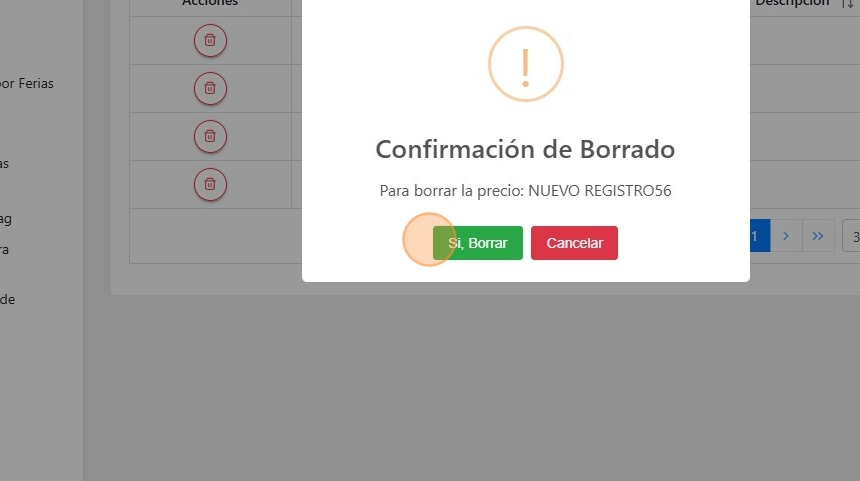 Acciones
Descripción
por Ferias
as
ag
ra
de
!
Confirmación de Borrado
Para borrar la precio: NUEVO REGISTRO56
Si, Borrar
Cancelar
1
3